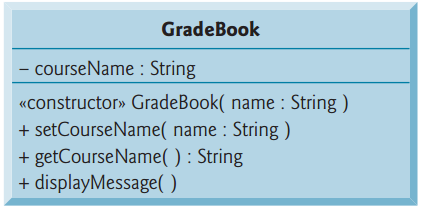 GradeBook
– courseName : String
«constructor» GradeBook( name : String )
+ setCourseName( name : String )
+ getCourseName( ) : String
+ displayMessage( )